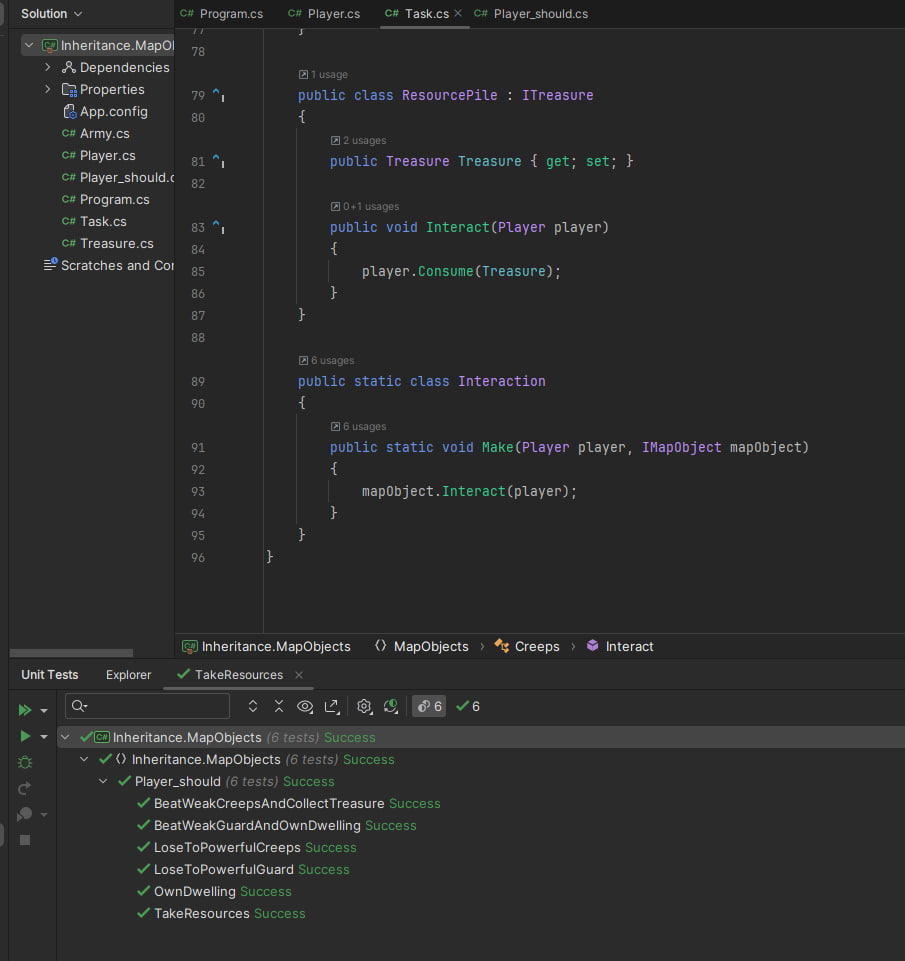 Solution
C# Program.cs C# Player.cs C# Task.cs C# Player_should.cs
C# Inheritance.MapO
Dependencies
Properties
App.config
C# Army.cs
C# Player.cs
C# Player_should.c
C# Program.cs
C# Task.cs
C# Treasure.cs
Scratches and Cor
77 }
78
1 usage
79 public class ResourcePile : ITreasure
80 {
2 usages
81 public Treasure Treasure { get; set; }
82
0+1 usages
83 public void Interact(Player player)
84 {
85 player.Consume(Treasure);
86 }
87 }
88
6 usages
89 public static class Interaction
90 {
6 usages
91 public static void Make(Player player, IMapObject mapObject)
92 {
93 mapObject.Interact(player);
94 }
95 }
96 }
C# Inheritance.MapObjects MapObjects › Creeps › Interact
Unit Tests Explorer TakeResources
6 6
C# Inheritance.MapObjects (6 tests) Success
Inheritance.MapObjects (6 tests) Success
Player_should (6 tests) Success
BeatWeakCreepsAndCollectTreasure Success
BeatWeakGuardAndOwnDwelling Success
LoseToPowerfulCreeps Success
LoseToPowerfulGuard Success
OwnDwelling Success
TakeResources Success